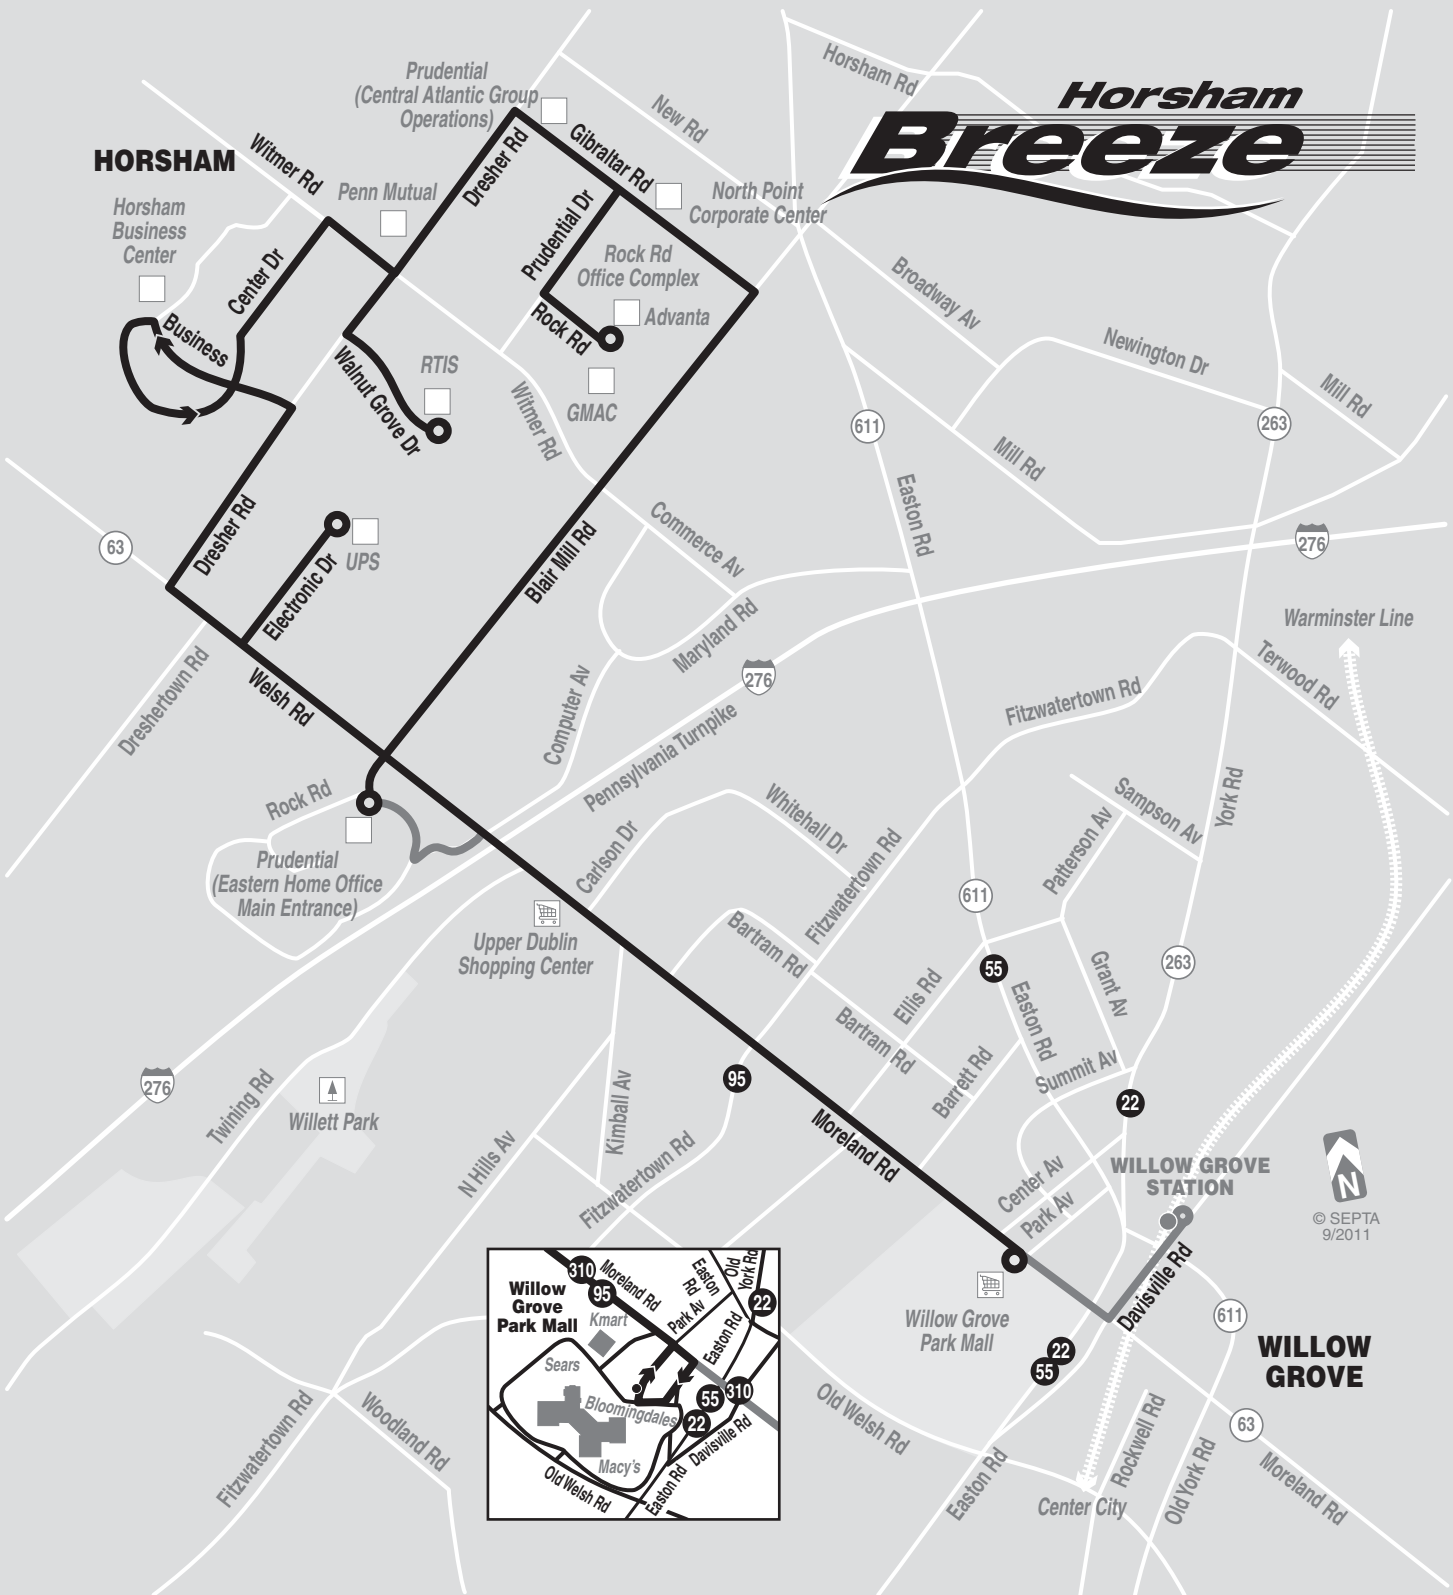 Horsham
Breeze
Horsham Rd
Prudential
(Central Atlantic Group
Operations)
New Rd
HORSHAM
Witmer Rd
Dresher Rd
Gibraltar Rd
Penn Mutual
North Point
Corporate Center
Horsham
Business
Center
Center Dr
Prudential Dr
Rock Rd
Office Complex
Broadway Av
Advanta
Rock Rd
Business
Newington Dr
Walnut Grove Dr
RTIS
Witmer Rd
GMAC
Mill Rd
611
263
Mill Rd
Easton Rd
Dresher Rd
Commerce Av
63
UPS
Electronic Dr
Blair Mill Rd
276
Maryland Rd
Warminster Line
Dreshertown Rd
Welsh Rd
276
Terwood Rd
Computer Av
Fitzwatertown Rd
Pennsylvania Turnpike
Rock Rd
Whitehall Dr
Sampson Av
York Rd
Patterson Av
Carlson Dr
Prudential
(Eastern Home Office
Main Entrance)
Fitzwatertown Rd
611
Upper Dublin
Shopping Center
Bartram Rd
55
263
Ellis Rd
Grant Av
Easton Rd
Bartram Rd
276
Twining Rd
Willett Park
95
Kimball Av
Barrett Rd
Summit Av
22
Moreland Rd
N Hills Av
Fitzwatertown Rd
Center Av
Park Av
WILLOW GROVE
STATION
N
© SEPTA
9/2011
Davisville Rd
Willow Grove
Park Mall
611
22
55
WILLOW
GROVE
310
95
Moreland Rd
Easton
Rd
Old
York Rd
22
Willow
Grove
Park Mall
Kmart
Park Av
Easton Rd
Sears
Bloomingdales
55
310
22
Davisville Rd
Macy's
Old Welsh Rd
Easton Rd
Fitzwatertown Rd
Woodland Rd
Old Welsh Rd
Easton Rd
Center City
Rockwell Rd
Old York Rd
63
Moreland Rd